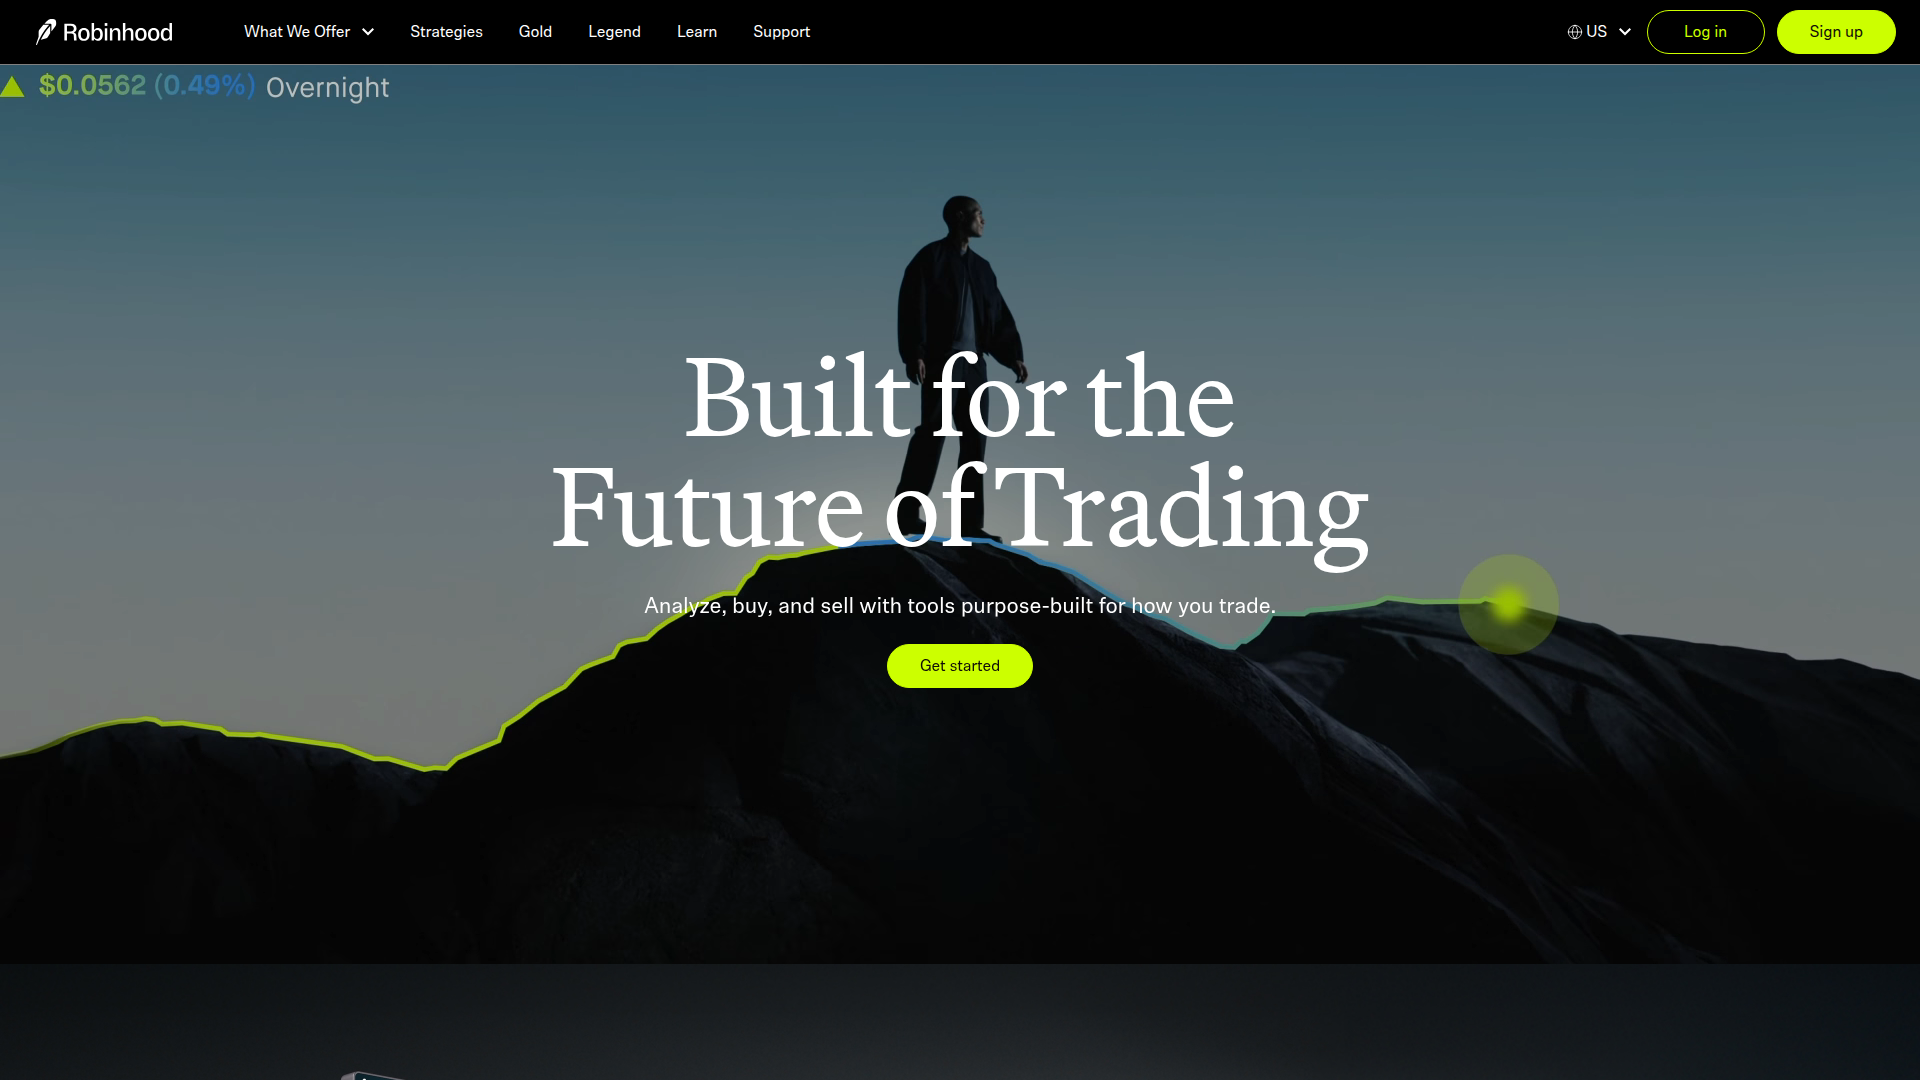 Robinhood
What We Offer
Strategies
Gold
Legend
Learn
Support
US
Log in
Sign up
$0.0562 (0.49%) Overnight
Built for the
Future of Trading
Analyze, buy, and sell with tools purpose-built for how you trade.
Get started